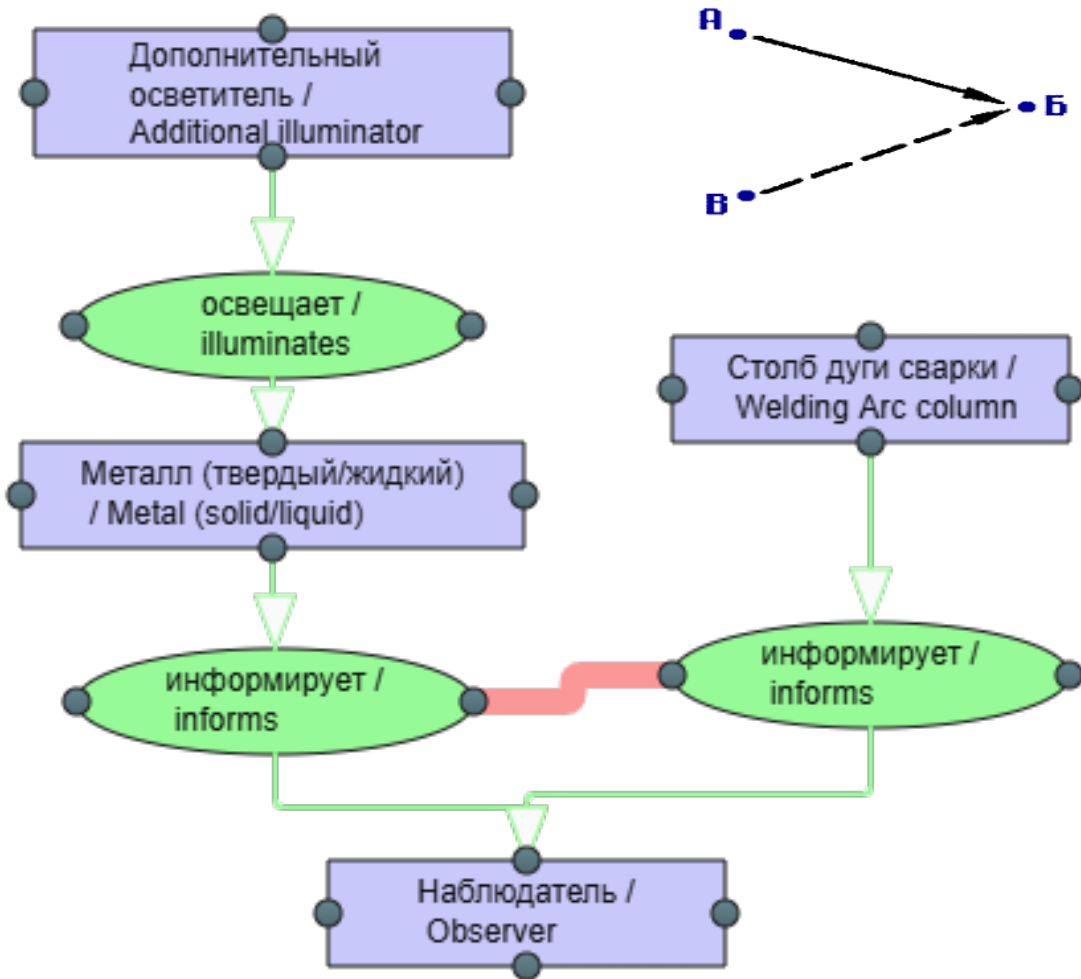 Дополнительный
осветитель /
Additional illuminator
А
Б
В
освещает /
illuminates
Столб дуги сварки /
Welding Arc column
Металл (твердый/жидкий)
/ Metal (solid/liquid)
информирует /
informs
информирует /
informs
Наблюдатель /
Observer